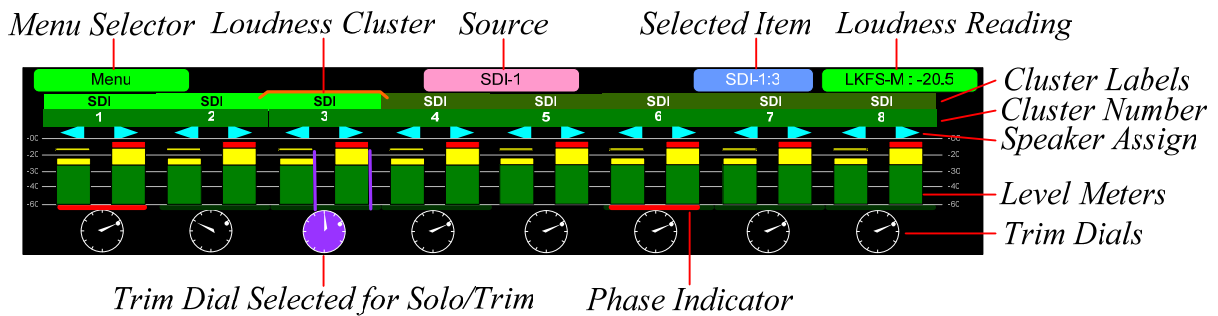 Menu Selector Loudness Cluster Source Selected Item Loudness Reading
Menu SDI-1 SDI-1:3 LKFS-M : -20.5
SDI SDI SDI SDI SDI SDI SDI SDI
Cluster Labels
1 2 3 4 5 6 7 8
Cluster Number
Speaker Assign
-00 -00
-20 -20
-30 -30
-40 -40
-60 -60
Level Meters
Trim Dials
Trim Dial Selected for Solo/Trim Phase Indicator